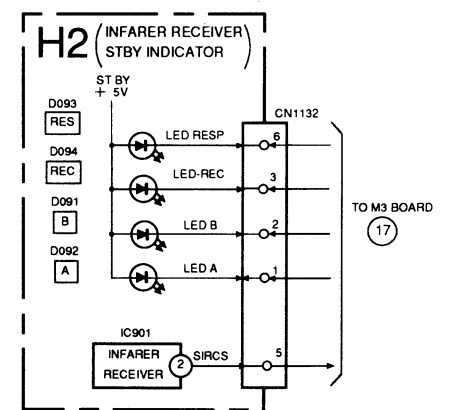 H2 ( INFARER RECEIVER )
STBY INDICATOR
ST BY
+ 5V
D093
RES
CN1132
LED RESP
6
D094
REC
LED-REC
3
D091
B
LED B
2
TO M3 BOARD
17
D092
A
LED A
1
IC901
INFARER
RECEIVER
2
SIRCS
5